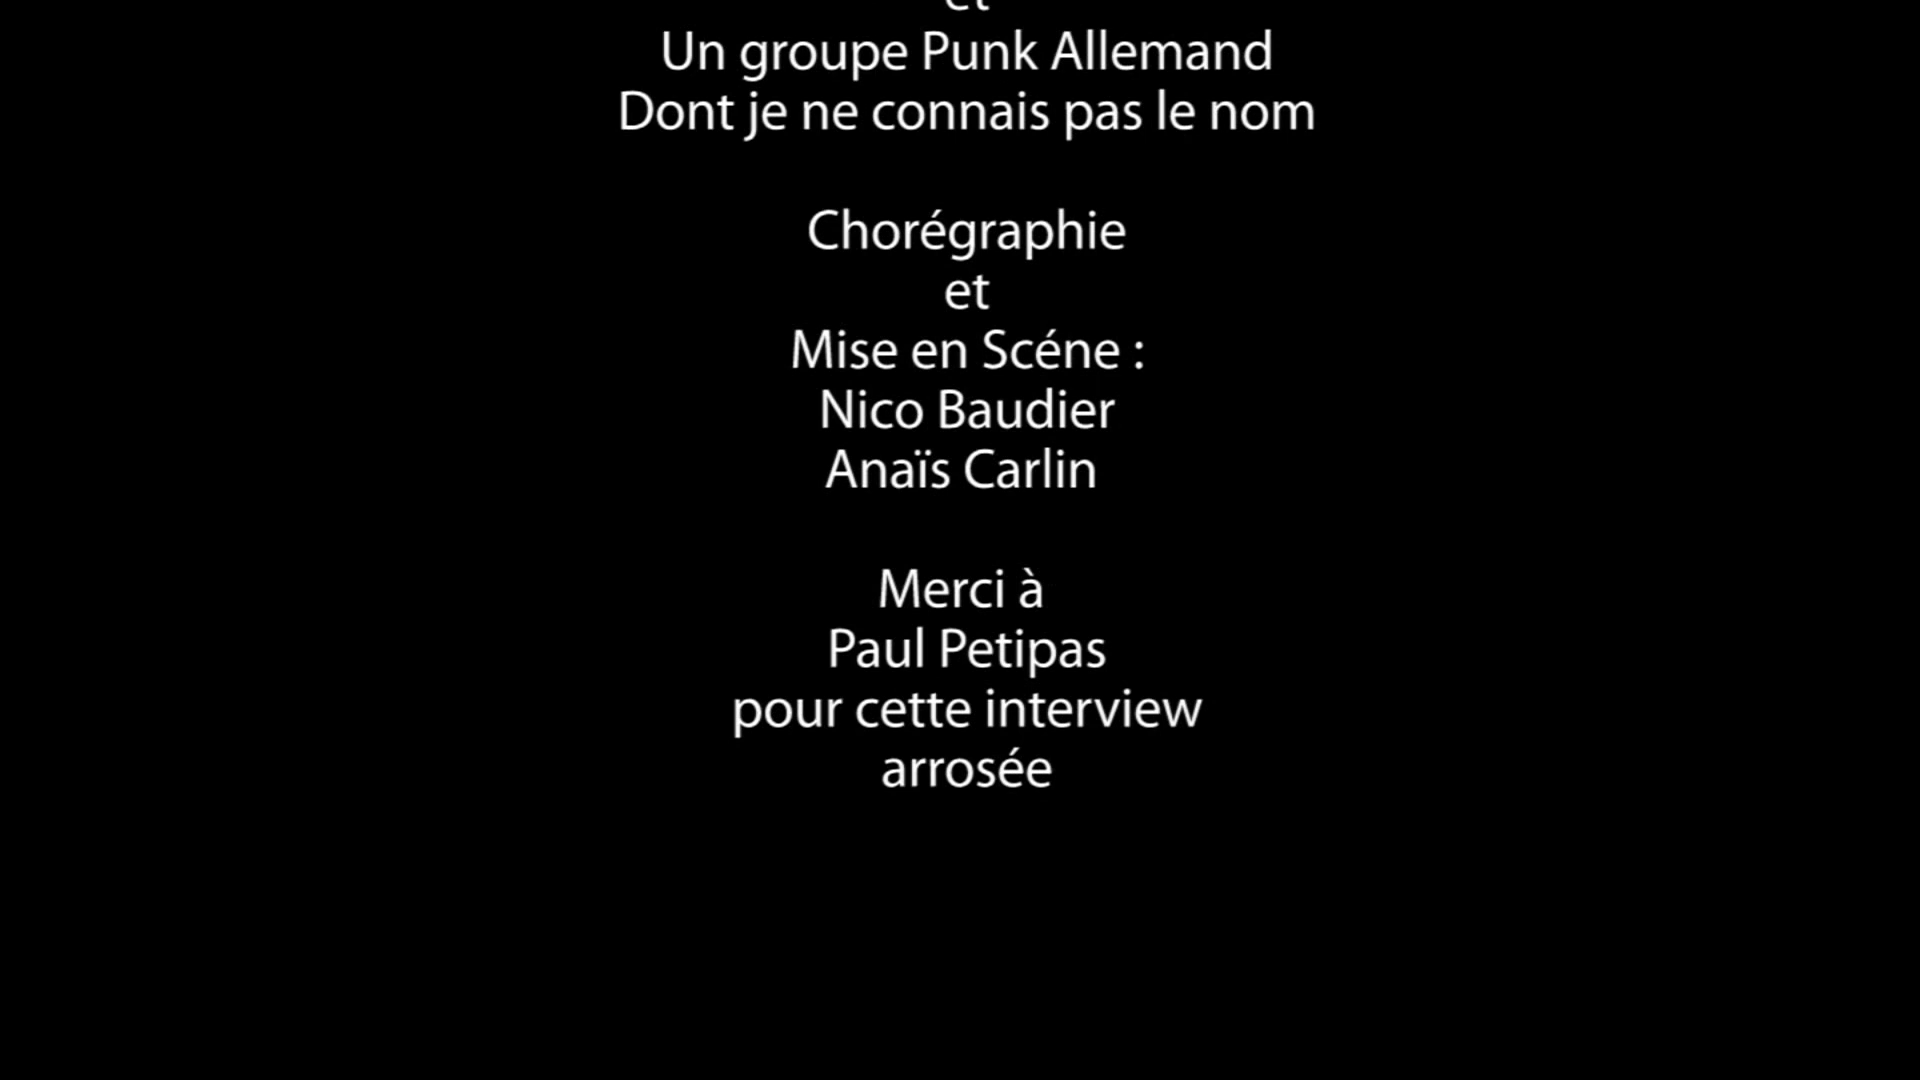 et
Un groupe Punk Allemand
Dont je ne connais pas le nom
Chorégraphie
et
Mise en Scéne :
Nico Baudier
Anaïs Carlin
Merci à
Paul Petipas
pour cette interview
arrosée